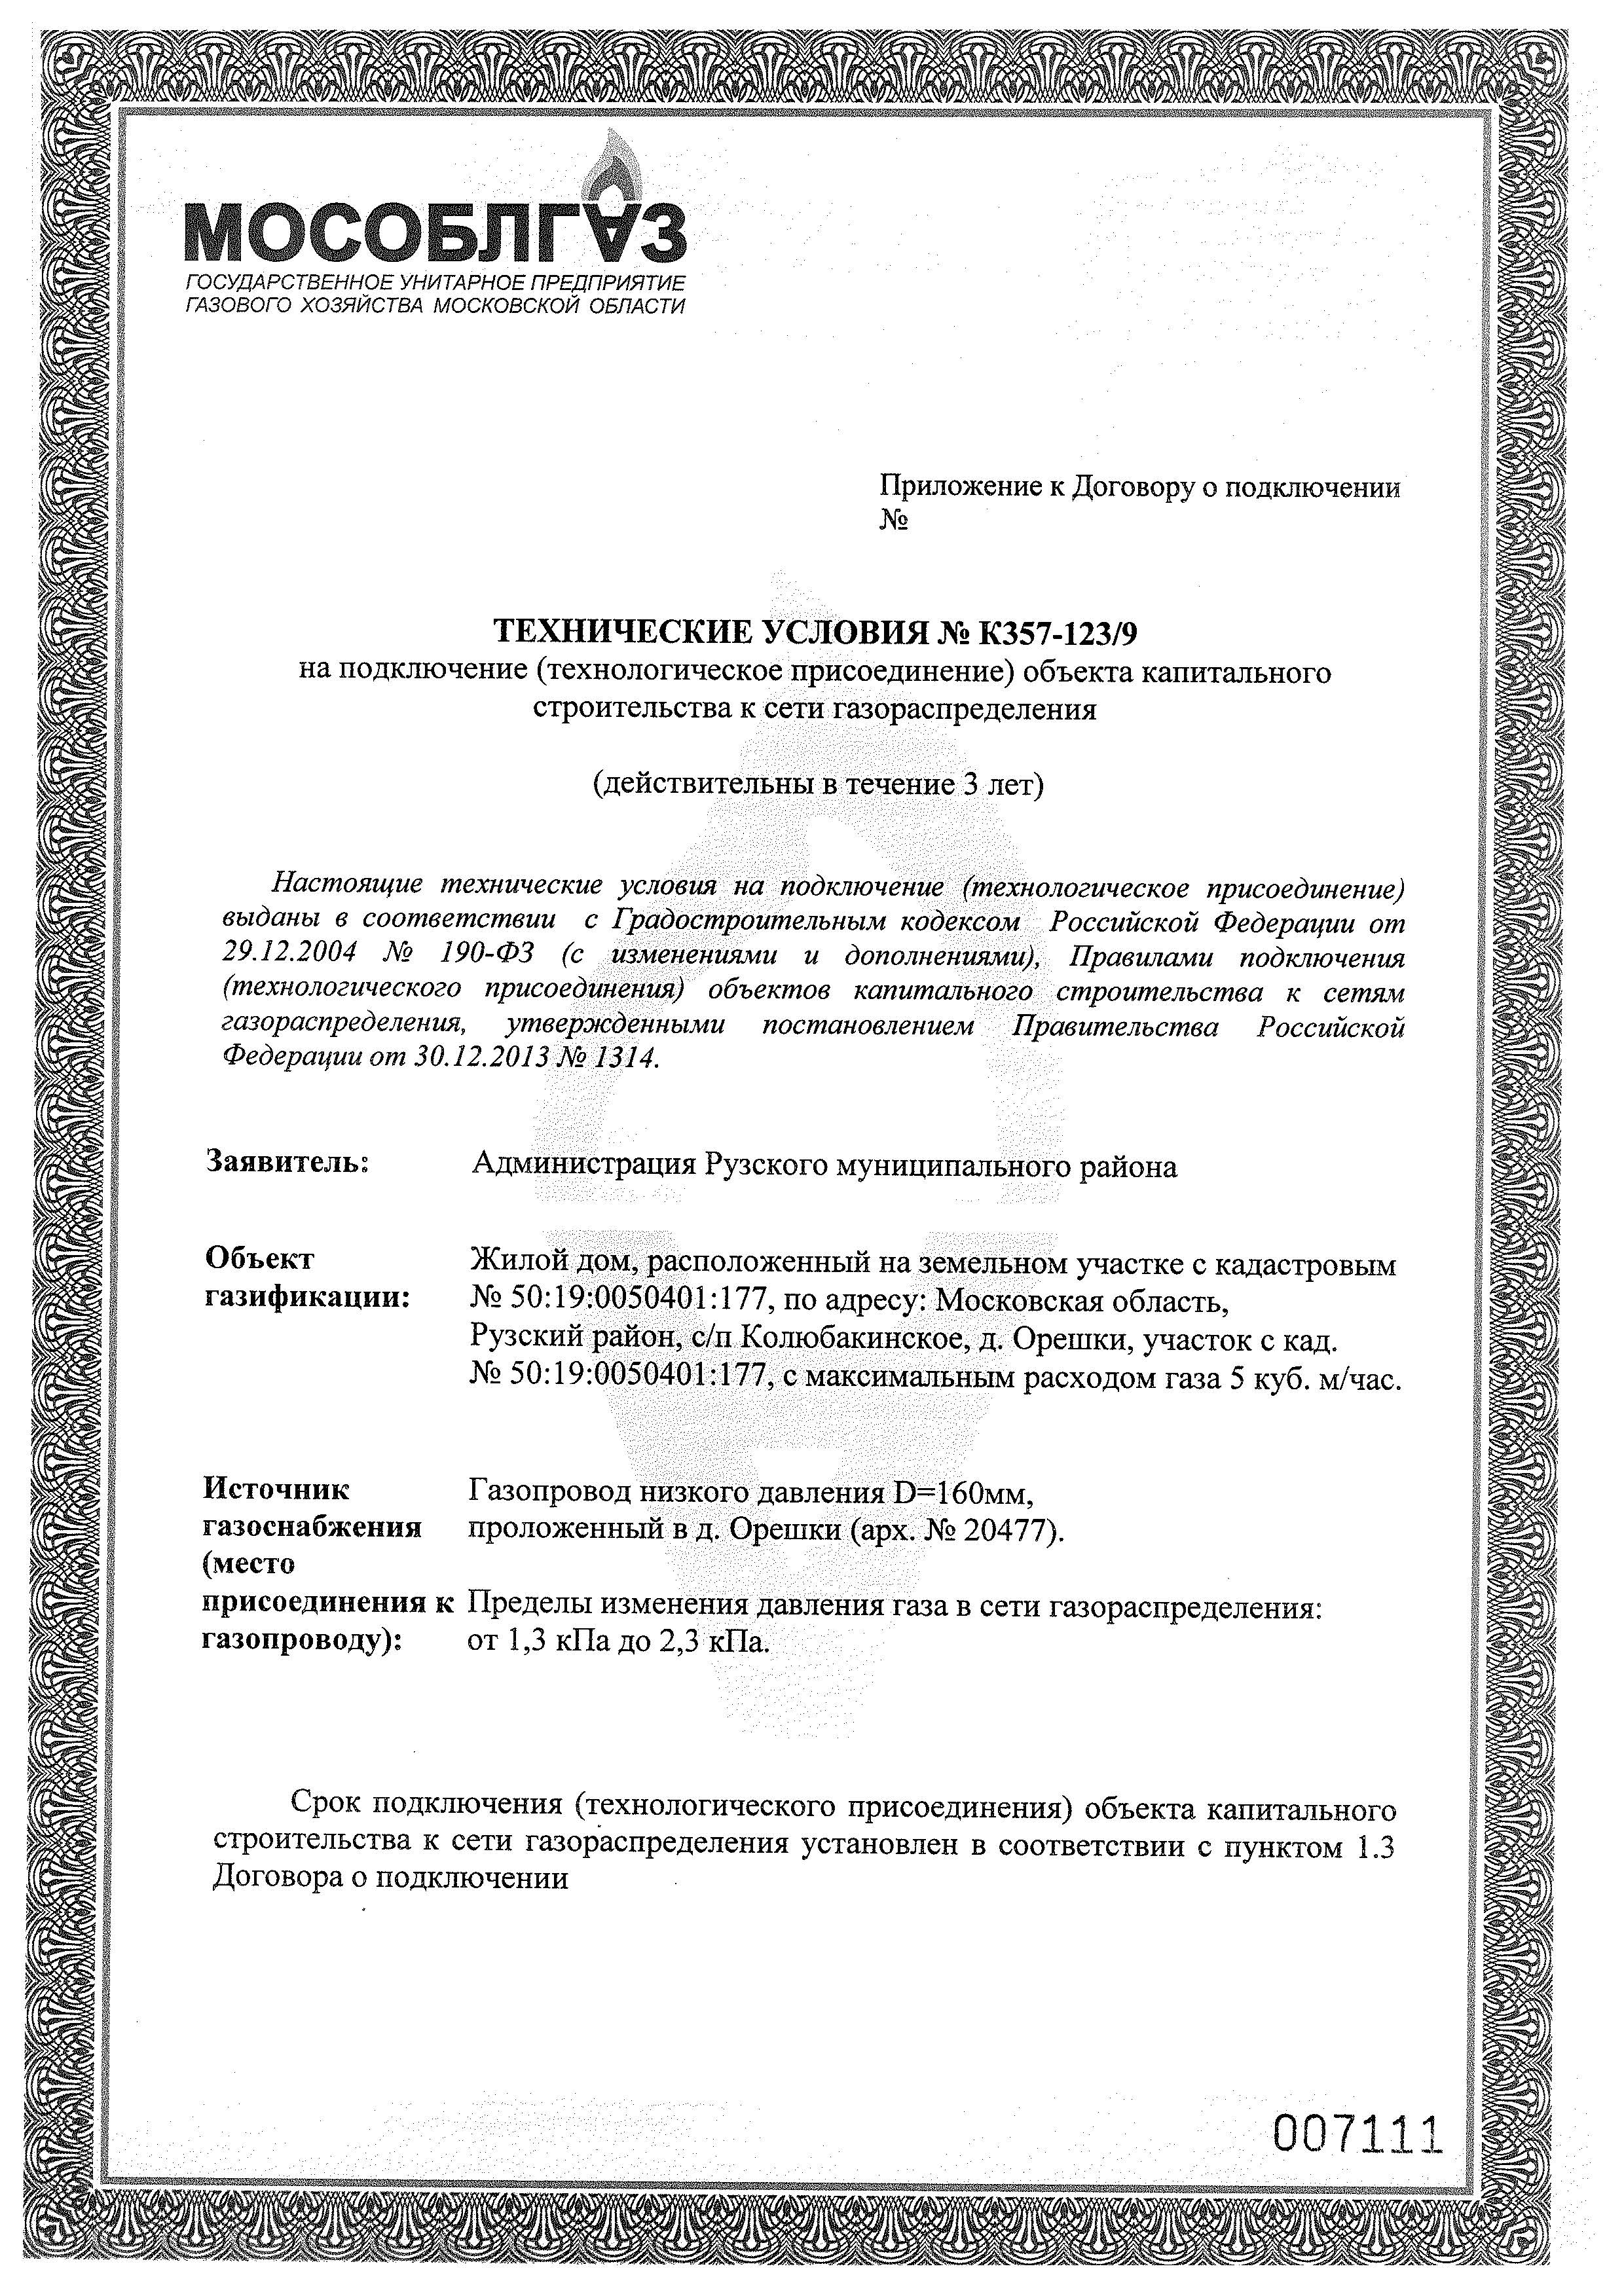 МОСОБЛГАЗ
ГОСУДАРСТВЕННОЕ УНИТАРНОЕ ПРЕДПРИЯТИЕ
ГАЗОВОГО ХОЗЯЙСТВА МОСКОВСКОЙ ОБЛАСТИ
Приложение к Договору о подключении
№
ТЕХНИЧЕСКИЕ УСЛОВИЯ № К357-123/9
на подключение (технологическое присоединение) объекта капитального
строительства к сети газораспределения
(действительны в течение 3 лет)
Настоящие технические условия на подключение (технологическое присоединение)
выданы в соответствии с Градостроительным кодексом Российской Федерации от
29.12.2004 № 190-ФЗ (с изменениями и дополнениями), Правилами подключения
(технологического присоединения) объектов капитального строительства к сетям
газораспределения, утвержденными постановлением Правительства Российской
Федерации от 30.12.2013 № 1314.
Заявитель: Администрация Рузского муниципального района
Объект Жилой дом, расположенный на земельном участке с кадастровым
газификации: № 50:19:0050401:177, по адресу: Московская область,
Рузский район, с/п Колюбакинское, д. Орешки, участок с кад.
№ 50:19:0050401:177, с максимальным расходом газа 5 куб. м/час.
Источник Газопровод низкого давления D=160мм,
газоснабжения проложенный в д. Орешки (арх. № 20477).
(место
присоединения к Пределы изменения давления газа в сети газораспределения:
газопроводу): от 1,3 кПа до 2,3 кПа.
Срок подключения (технологического присоединения) объекта капитального
строительства к сети газораспределения установлен в соответствии с пунктом 1.3
Договора о подключении
007111